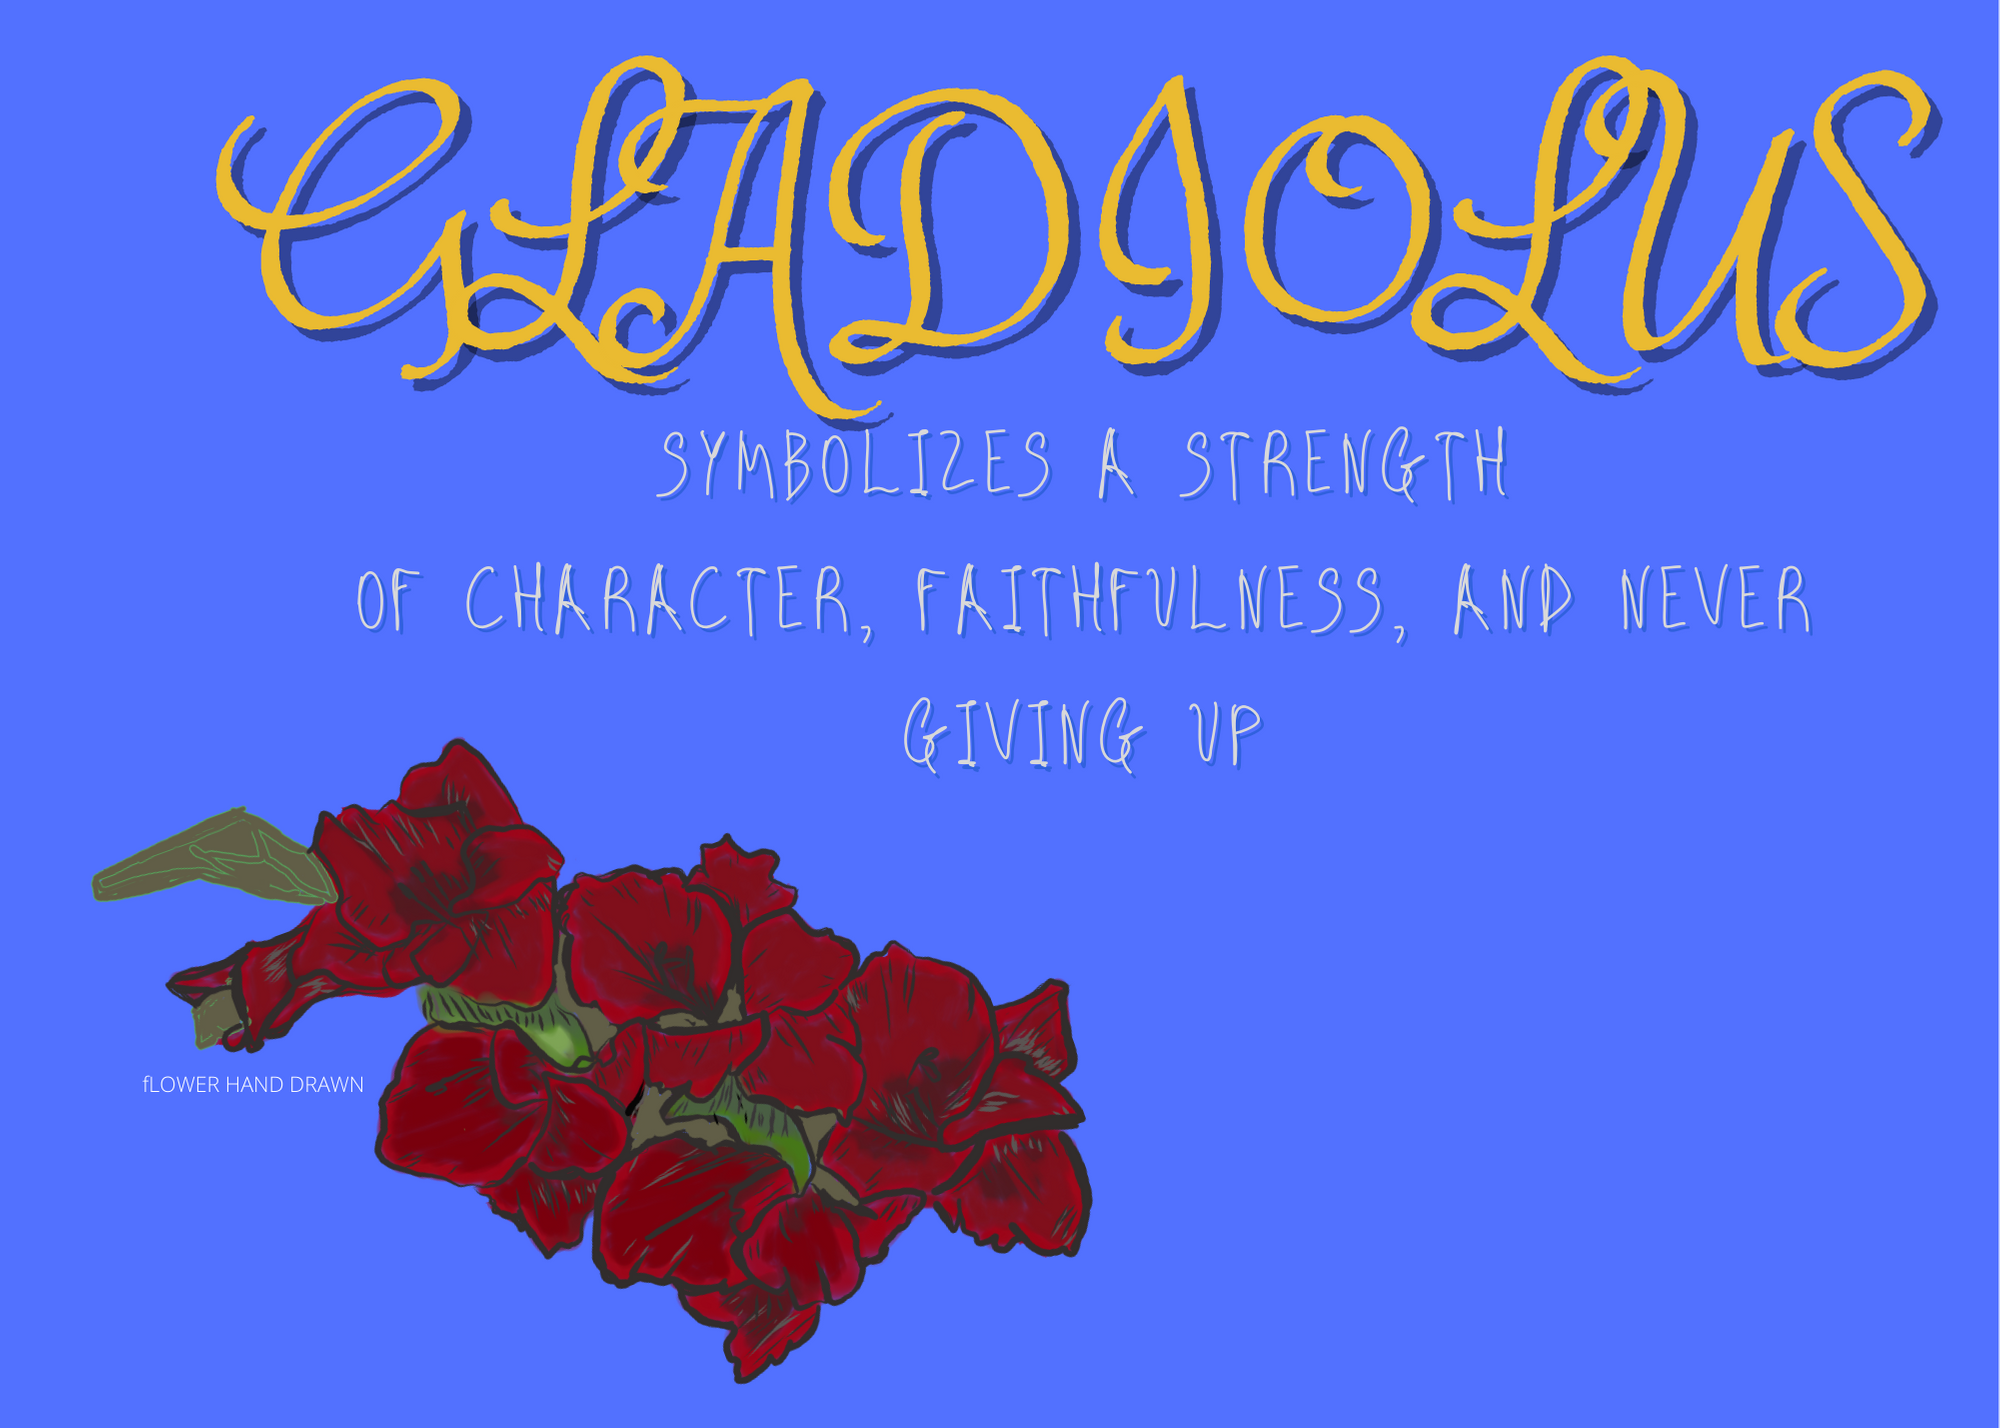 GLADIOLUS
SYMBOLIZES A STRENGTH
OF CHARACTER, FAITHFULNESS, AND NEVER
GIVING UP
fLOWER HAND DRAWN